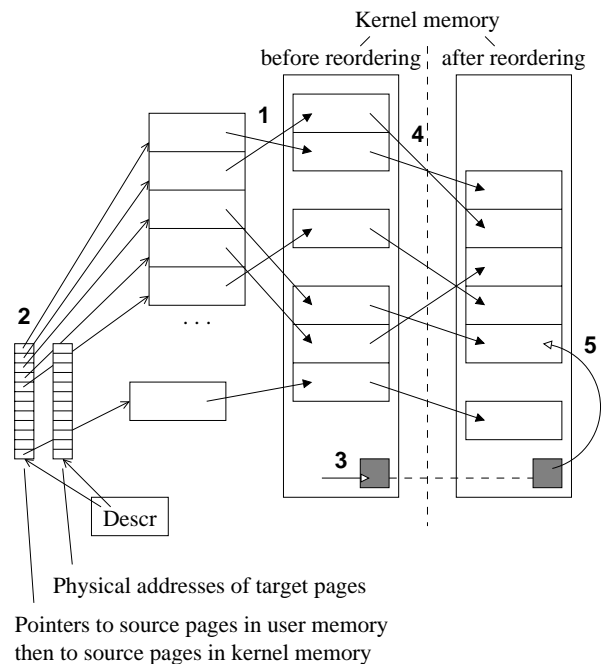 Kernel memory
before reordering
after reordering
1
4
2
. . .
5
3
Descr
Physical addresses of target pages
Pointers to source pages in user memory
then to source pages in kernel memory